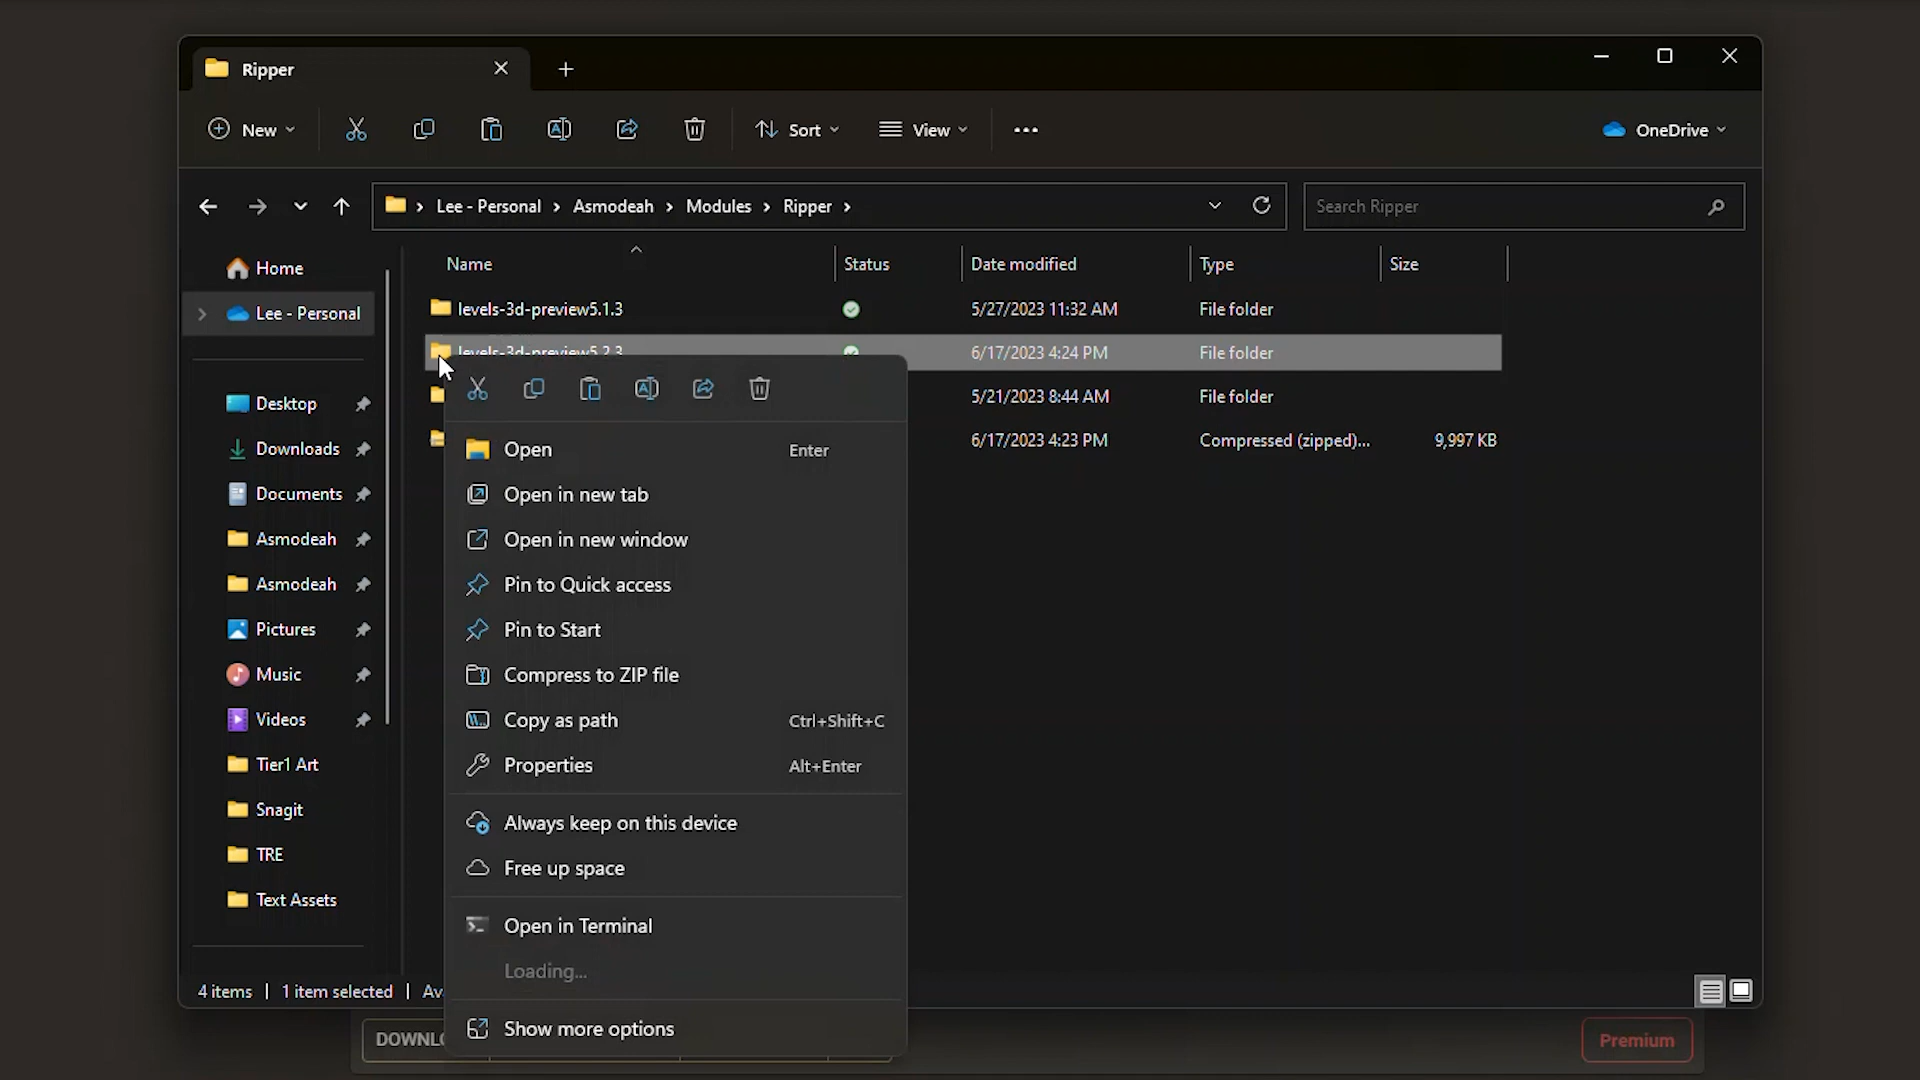 Ripper
New
Sort
View
OneDrive
Lee - Personal > Asmodeah > Modules > Ripper >
Search Ripper
Name
Status
Date modified
Type
Size
Home
Lee - Personal
Desktop
Downloads
Documents
Asmodeah
Asmodeah
Pictures
Music
Videos
Tier1 Art
Snagit
TRE
Text Assets
levels-3d-preview5.1.3 5/27/2023 11:32 AM File folder
levels-3d-preview5.2.3 6/17/2023 4:24 PM File folder
5/21/2023 8:44 AM File folder
6/17/2023 4:23 PM Compressed (zipped)... 9,997 KB
Open Enter
Open in new tab
Open in new window
Pin to Quick access
Pin to Start
Compress to ZIP file
Copy as path Ctrl+Shift+C
Properties Alt+Enter
Always keep on this device
Free up space
Open in Terminal
Loading...
Show more options
4 items | 1 item selected |
Premium